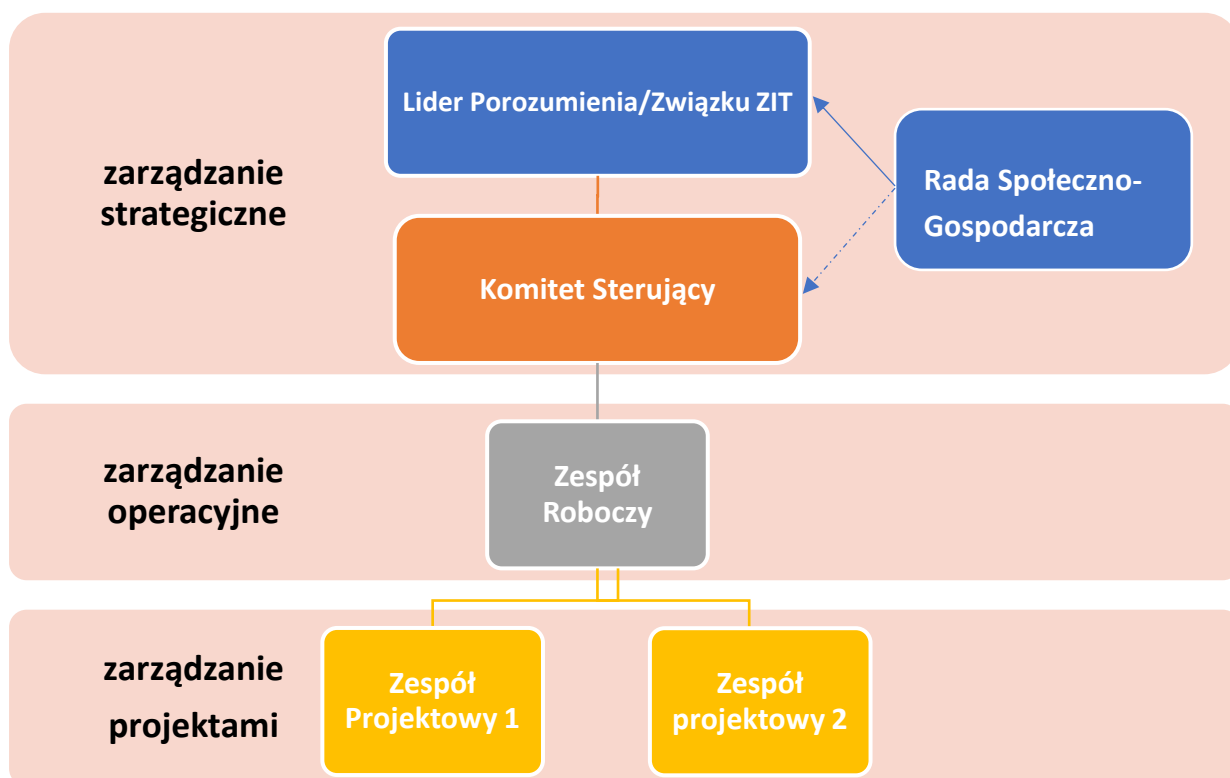 Lider Porozumienia/Związku ZIT
zarządzanie
strategiczne
Rada Społeczno-
Gospodarcza
Komitet Sterujący
zarządzanie
operacyjne
Zespół
Roboczy
zarządzanie
projektami
Zespół
Projektowy 1
Zespół
projektowy 2